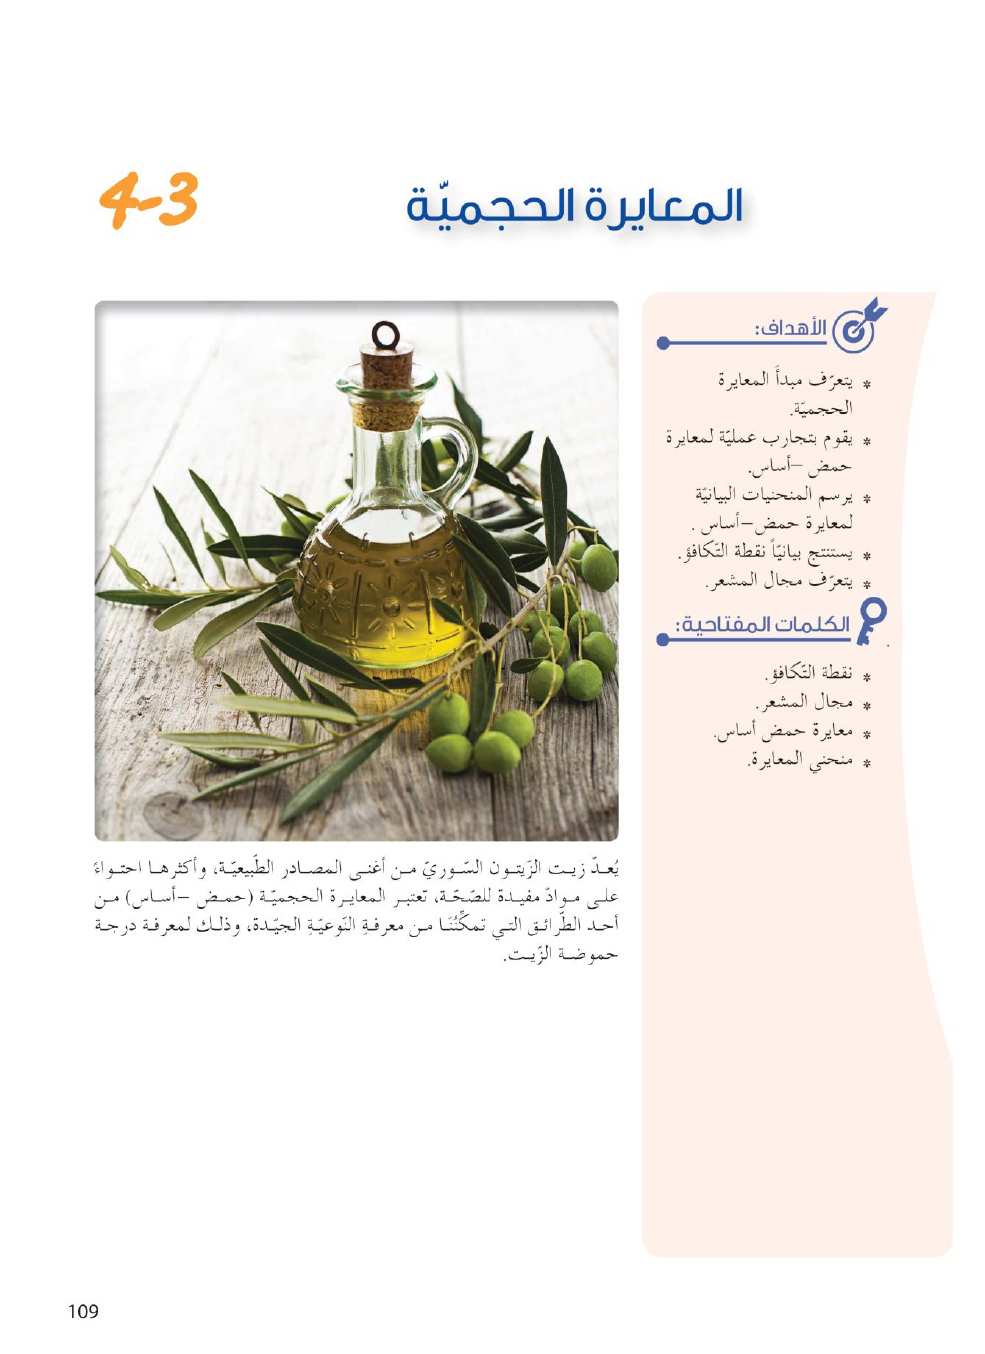 المعايرة الحجميّة
4-3
الأهداف:
* يتعرّف مبدأَ المعايرة
الحجميّة.
* يقوم بتجارب عمليّة لمعايرة
حمض –أساس.
* يرسم المنحنيات البيانيّة
لمعايرة حمض–أساس .
* يستنتج بيانيّاً نقطة التّكافؤ.
* يتعرّف مجال المشعر.
الكلمات المفتاحية:
* نقطة التّكافؤ.
* مجال المشعر.
* معايرة حمض أساس.
* منحني المعايرة.
يُعدّ زيت الزّيتون السّوريّ من أغنى المصادر الطّبيعيّة، وأكثرها احتواءً
على موادّ مفيدة للصّحّة، تعتبر المعايرة الحجميّة (حمض –أساس) من
أحد الطّرائق التي تمكّنُنَا من معرفةِ النّوعيّةِ الجيّدة، وذلك لمعرفة درجة
حموضة الزّيت.
109